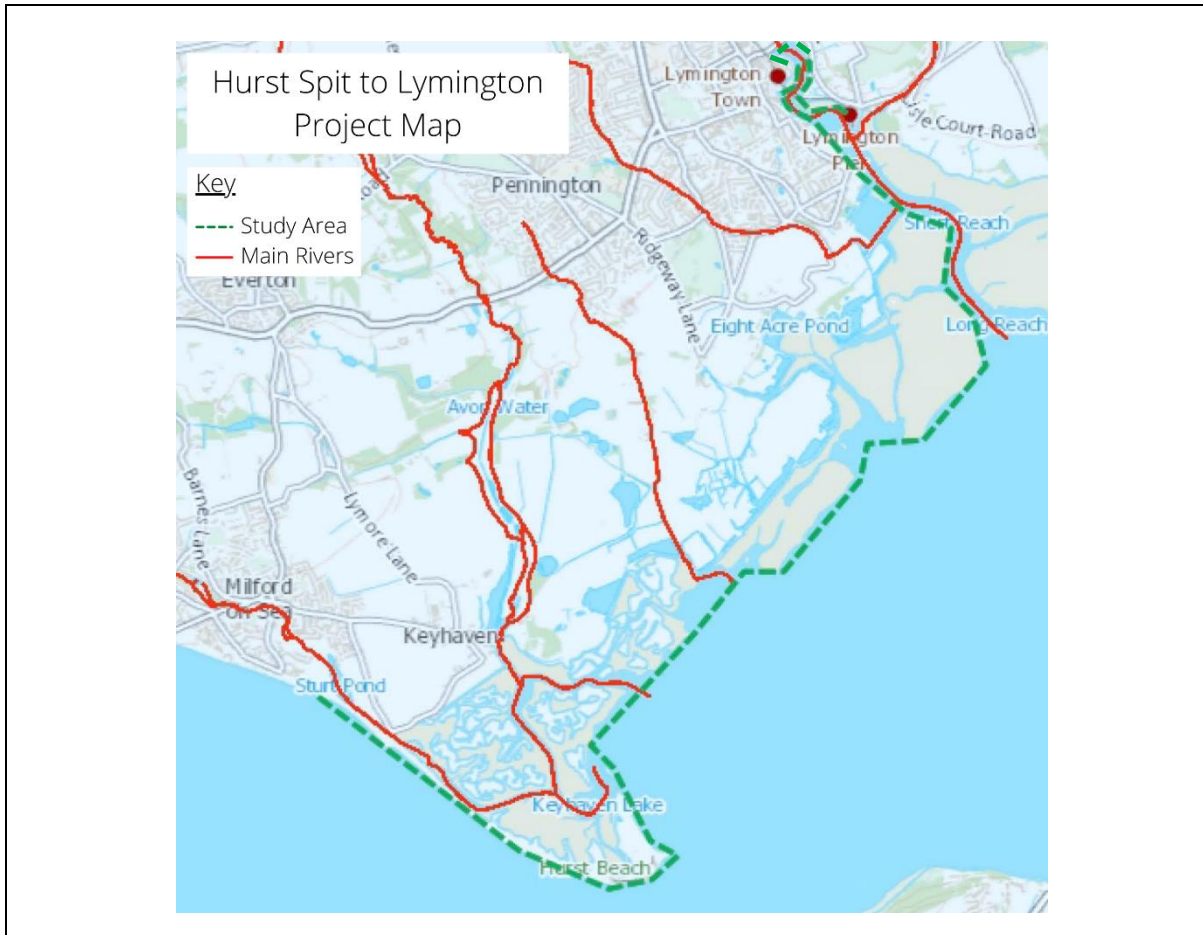 Hurst Spit to Lymington
Project Map
Key
Study Area
Main Rivers
Lymington
Town
Lymington
Pier
Isle Court Road
Pennington
Road
Everton
Ridgeway Lane
Short Reach
Eight Acre Pond
Long Reach
Avon Water
Barnes Lane
Lymore Lane
Milford
on Sea
Keyhaven
Sturt Pond
Keyhaven Lake
Hurst Beach